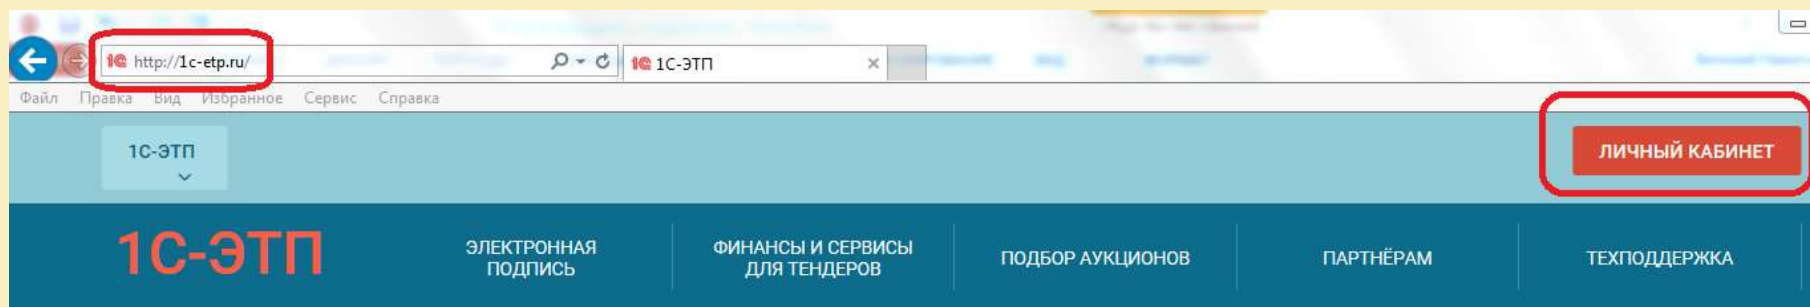 http://1c-etp.ru/
1С-ЭТП
Файл Правка Вид Избранное Сервис Справка
1С-ЭТП
ЛИЧНЫЙ КАБИНЕТ
1С-ЭТП
ЭЛЕКТРОННАЯ
ПОДПИСЬ
ФИНАНСЫ И СЕРВИСЫ
ДЛЯ ТЕНДЕРОВ
ПОДБОР АУКЦИОНОВ
ПАРТНЁРАМ
ТЕХПОДДЕРЖКА